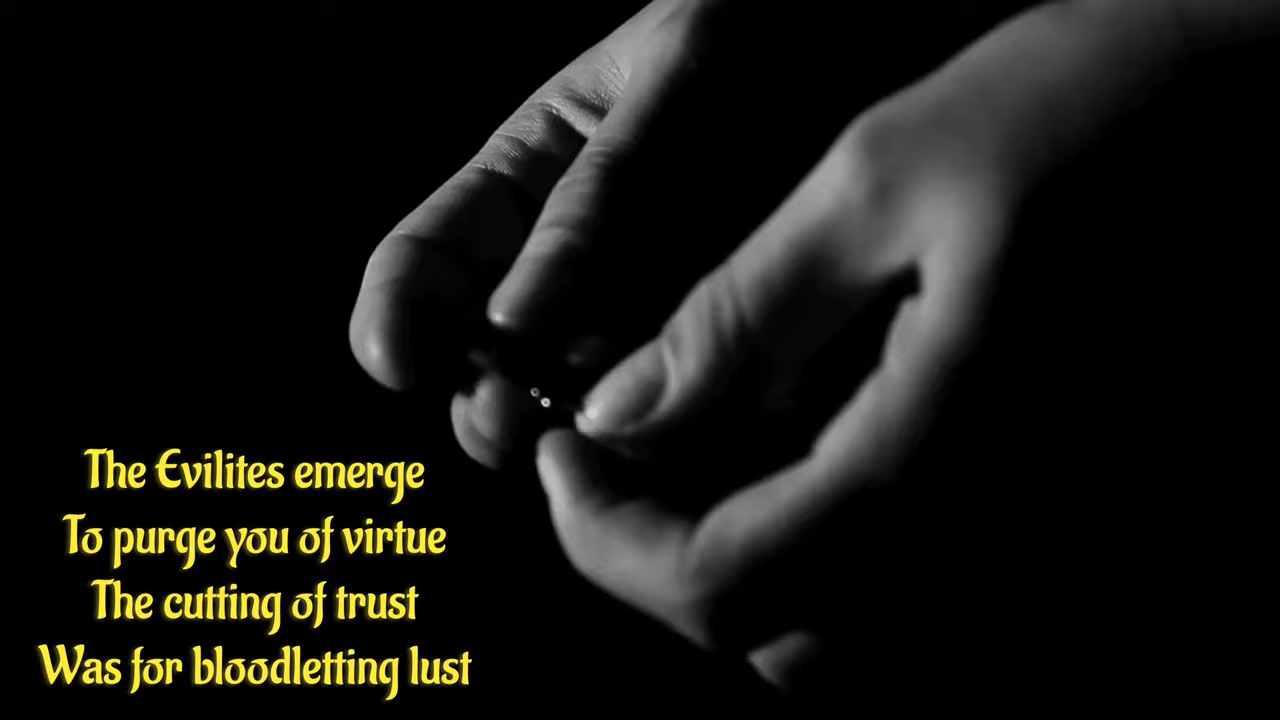 The Evilites emerge
To purge you of virtue
The cutting of trust
Was for bloodletting lust